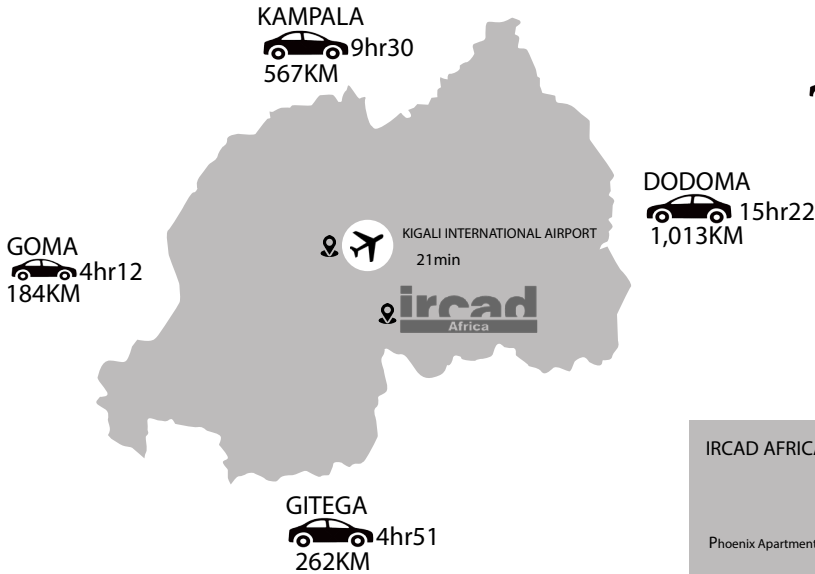 KAMPALA
9hr30
567KM
DODOMA
15hr22
1,013KM
KIGALI INTERNATIONAL AIRPORT
21min
GOMA
4hr12
184KM
ircad
Africa
IRCAD AFRICA
Phoenix Apartment
GITEGA
4hr51
262KM